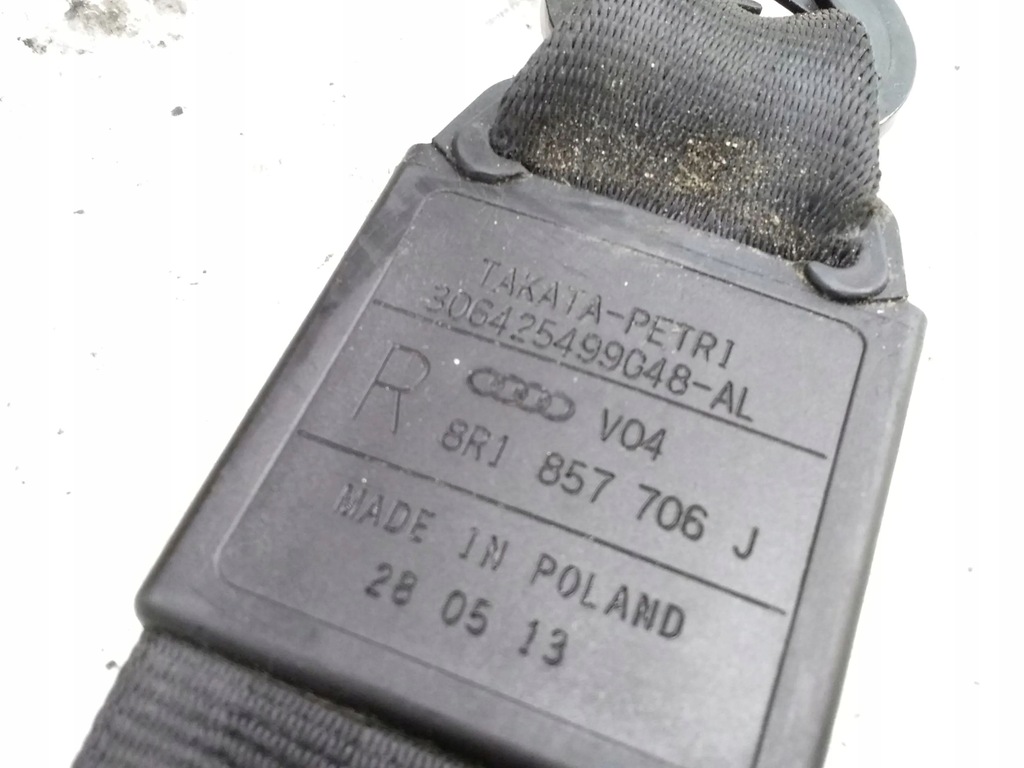 TAKATA-PETRI
306425499G48-AL
R V04
8R1 857 706 J
MADE IN POLAND
28 05 13